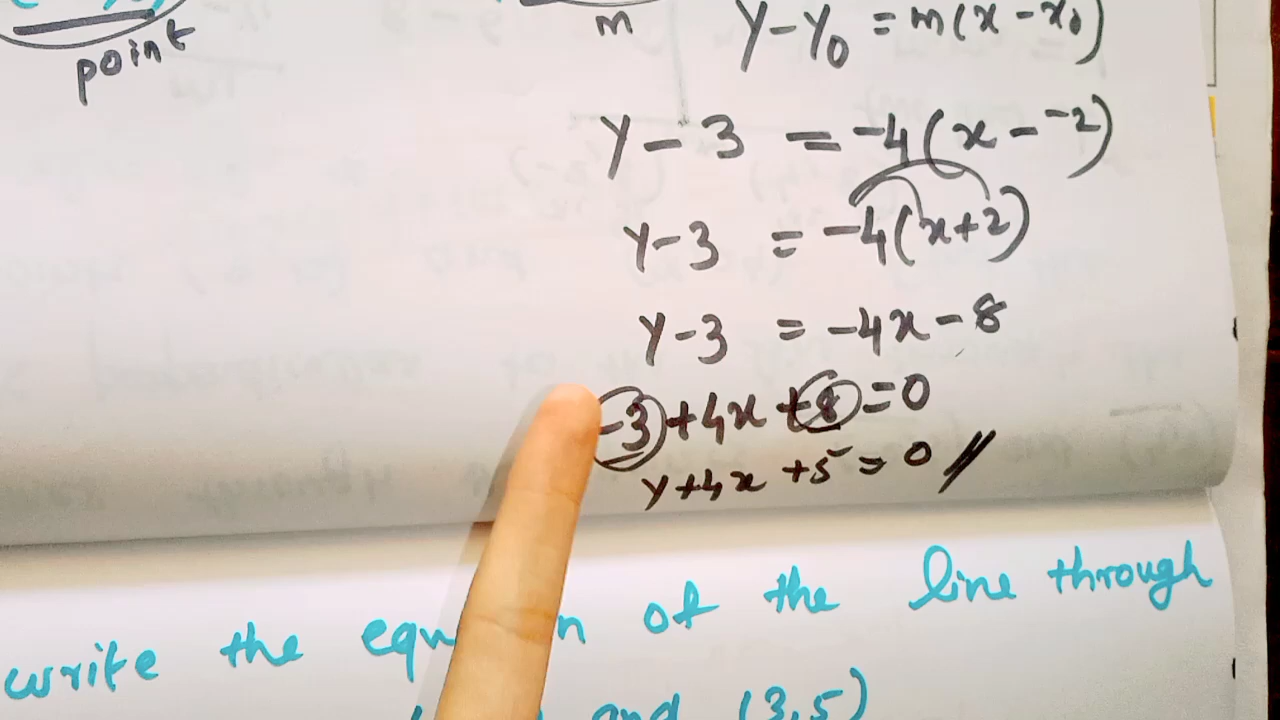 point
m
y-y₀ = m(x-x₀)
y-3 = -4(x--2)
y-3 = -4(x+2)
y-3 = -4x-8
-3+4x+8=0
y+4x+5=0
write the of the line through
and (3,5)